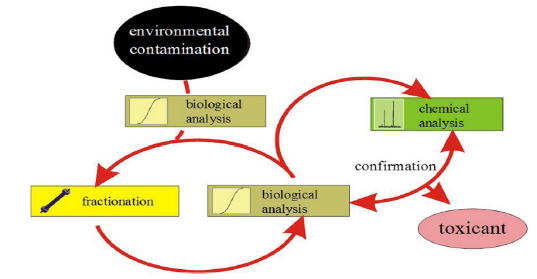 environmental
contamination
biological
analysis
chemical
analysis
confirmation
fractionation
biological
analysis
toxicant